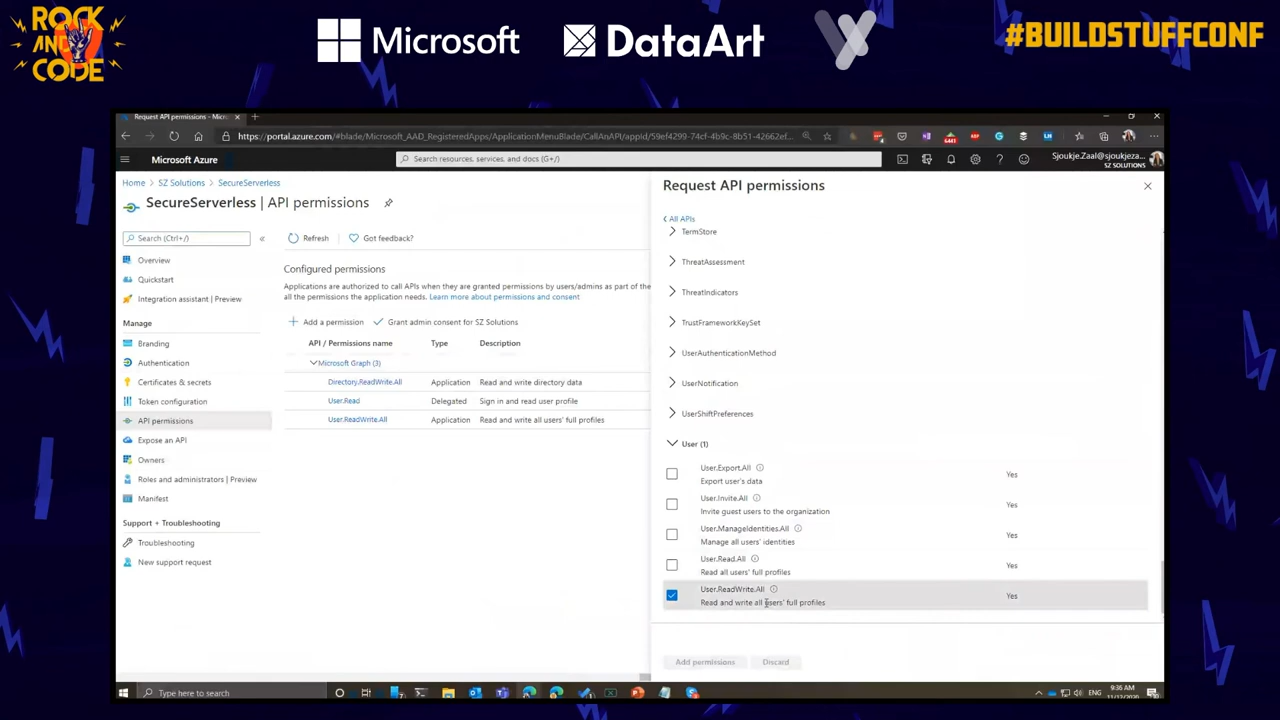 ROCK
AND
CODE
Microsoft
DataArt
#BUILDSTUFFCONF
Request API permissions - Micro
https://portal.azure.com/#blade/Microsoft_AAD_RegisteredApps/ApplicationMenuBlade/CallAnAPI/appId/59ef4299-74cf-4b9c-8b51-42662ef...
Microsoft Azure
Search resources, services, and docs (G+/)
Sjoukje.Zaal@sjoukjeza...
SZ SOLUTIONS
Home > SZ Solutions > SecureServerless
SecureServerless | API permissions
Search (Ctrl+/)
Overview
Quickstart
Integration assistant | Preview
Manage
Branding
Authentication
Certificates & secrets
Token configuration
API permissions
Expose an API
Owners
Roles and administrators | Preview
Manifest
Support + Troubleshooting
Troubleshooting
New support request
Refresh
Got feedback?
Configured permissions
Applications are authorized to call APIs when they are granted permissions by users/admins as part of the
all the permissions the application needs. Learn more about permissions and consent
Add a permission
Grant admin consent for SZ Solutions
API / Permissions name Type Description
Microsoft Graph (3)
Directory.ReadWrite.All Application Read and write directory data
User.Read Delegated Sign in and read user profile
User.ReadWrite.All Application Read and write all users' full profiles
Request API permissions
All APIs
TermStore
ThreatAssessment
ThreatIndicators
TrustFrameworkKeySet
UserAuthenticationMethod
UserNotification
UserShiftPreferences
User (1)
User.Export.All
Export user's data
Yes
User.Invite.All
Invite guest users to the organization
Yes
User.ManageIdentities.All
Manage all users' identities
Yes
User.Read.All
Read all users' full profiles
Yes
User.ReadWrite.All
Read and write all users' full profiles
Yes
Add permissions
Discard
Type here to search
ENG
9:36 AM
11/12/2020